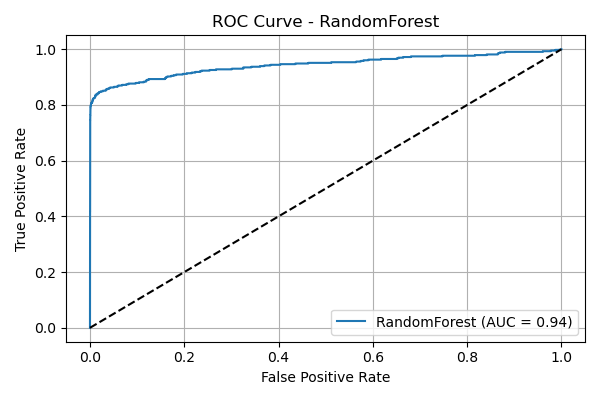 ROC Curve - RandomForest
1.0
0.8
0.6
0.4
0.2
0.0
True Positive Rate
RandomForest (AUC = 0.94)
0.0 0.2 0.4 0.6 0.8 1.0
False Positive Rate